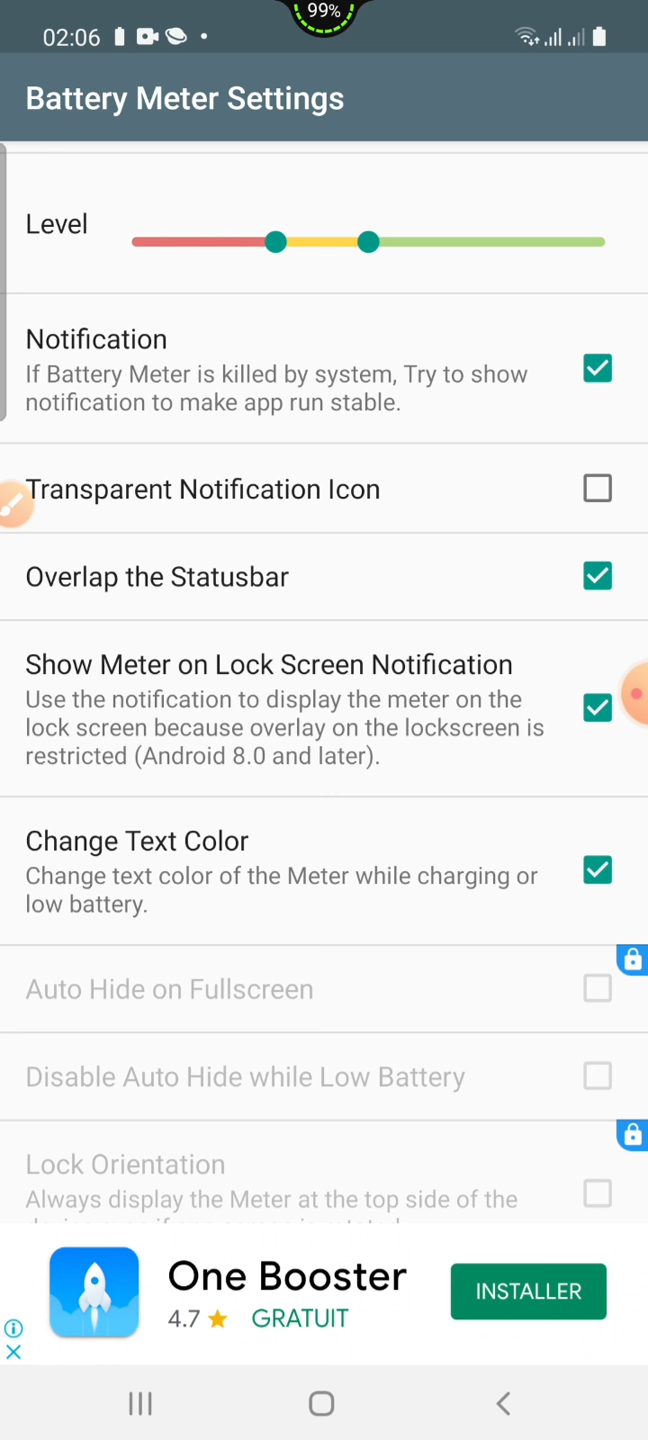 99%
02:06
Battery Meter Settings
Level
Notification
If Battery Meter is killed by system, Try to show
notification to make app run stable.
Transparent Notification Icon
Overlap the Statusbar
Show Meter on Lock Screen Notification
Use the notification to display the meter on the
lock screen because overlay on the lockscreen is
restricted (Android 8.0 and later).
Change Text Color
Change text color of the Meter while charging or
low battery.
Auto Hide on Fullscreen
Disable Auto Hide while Low Battery
Lock Orientation
Always display the Meter at the top side of the
One Booster
4.7 ★ GRATUIT
INSTALLER